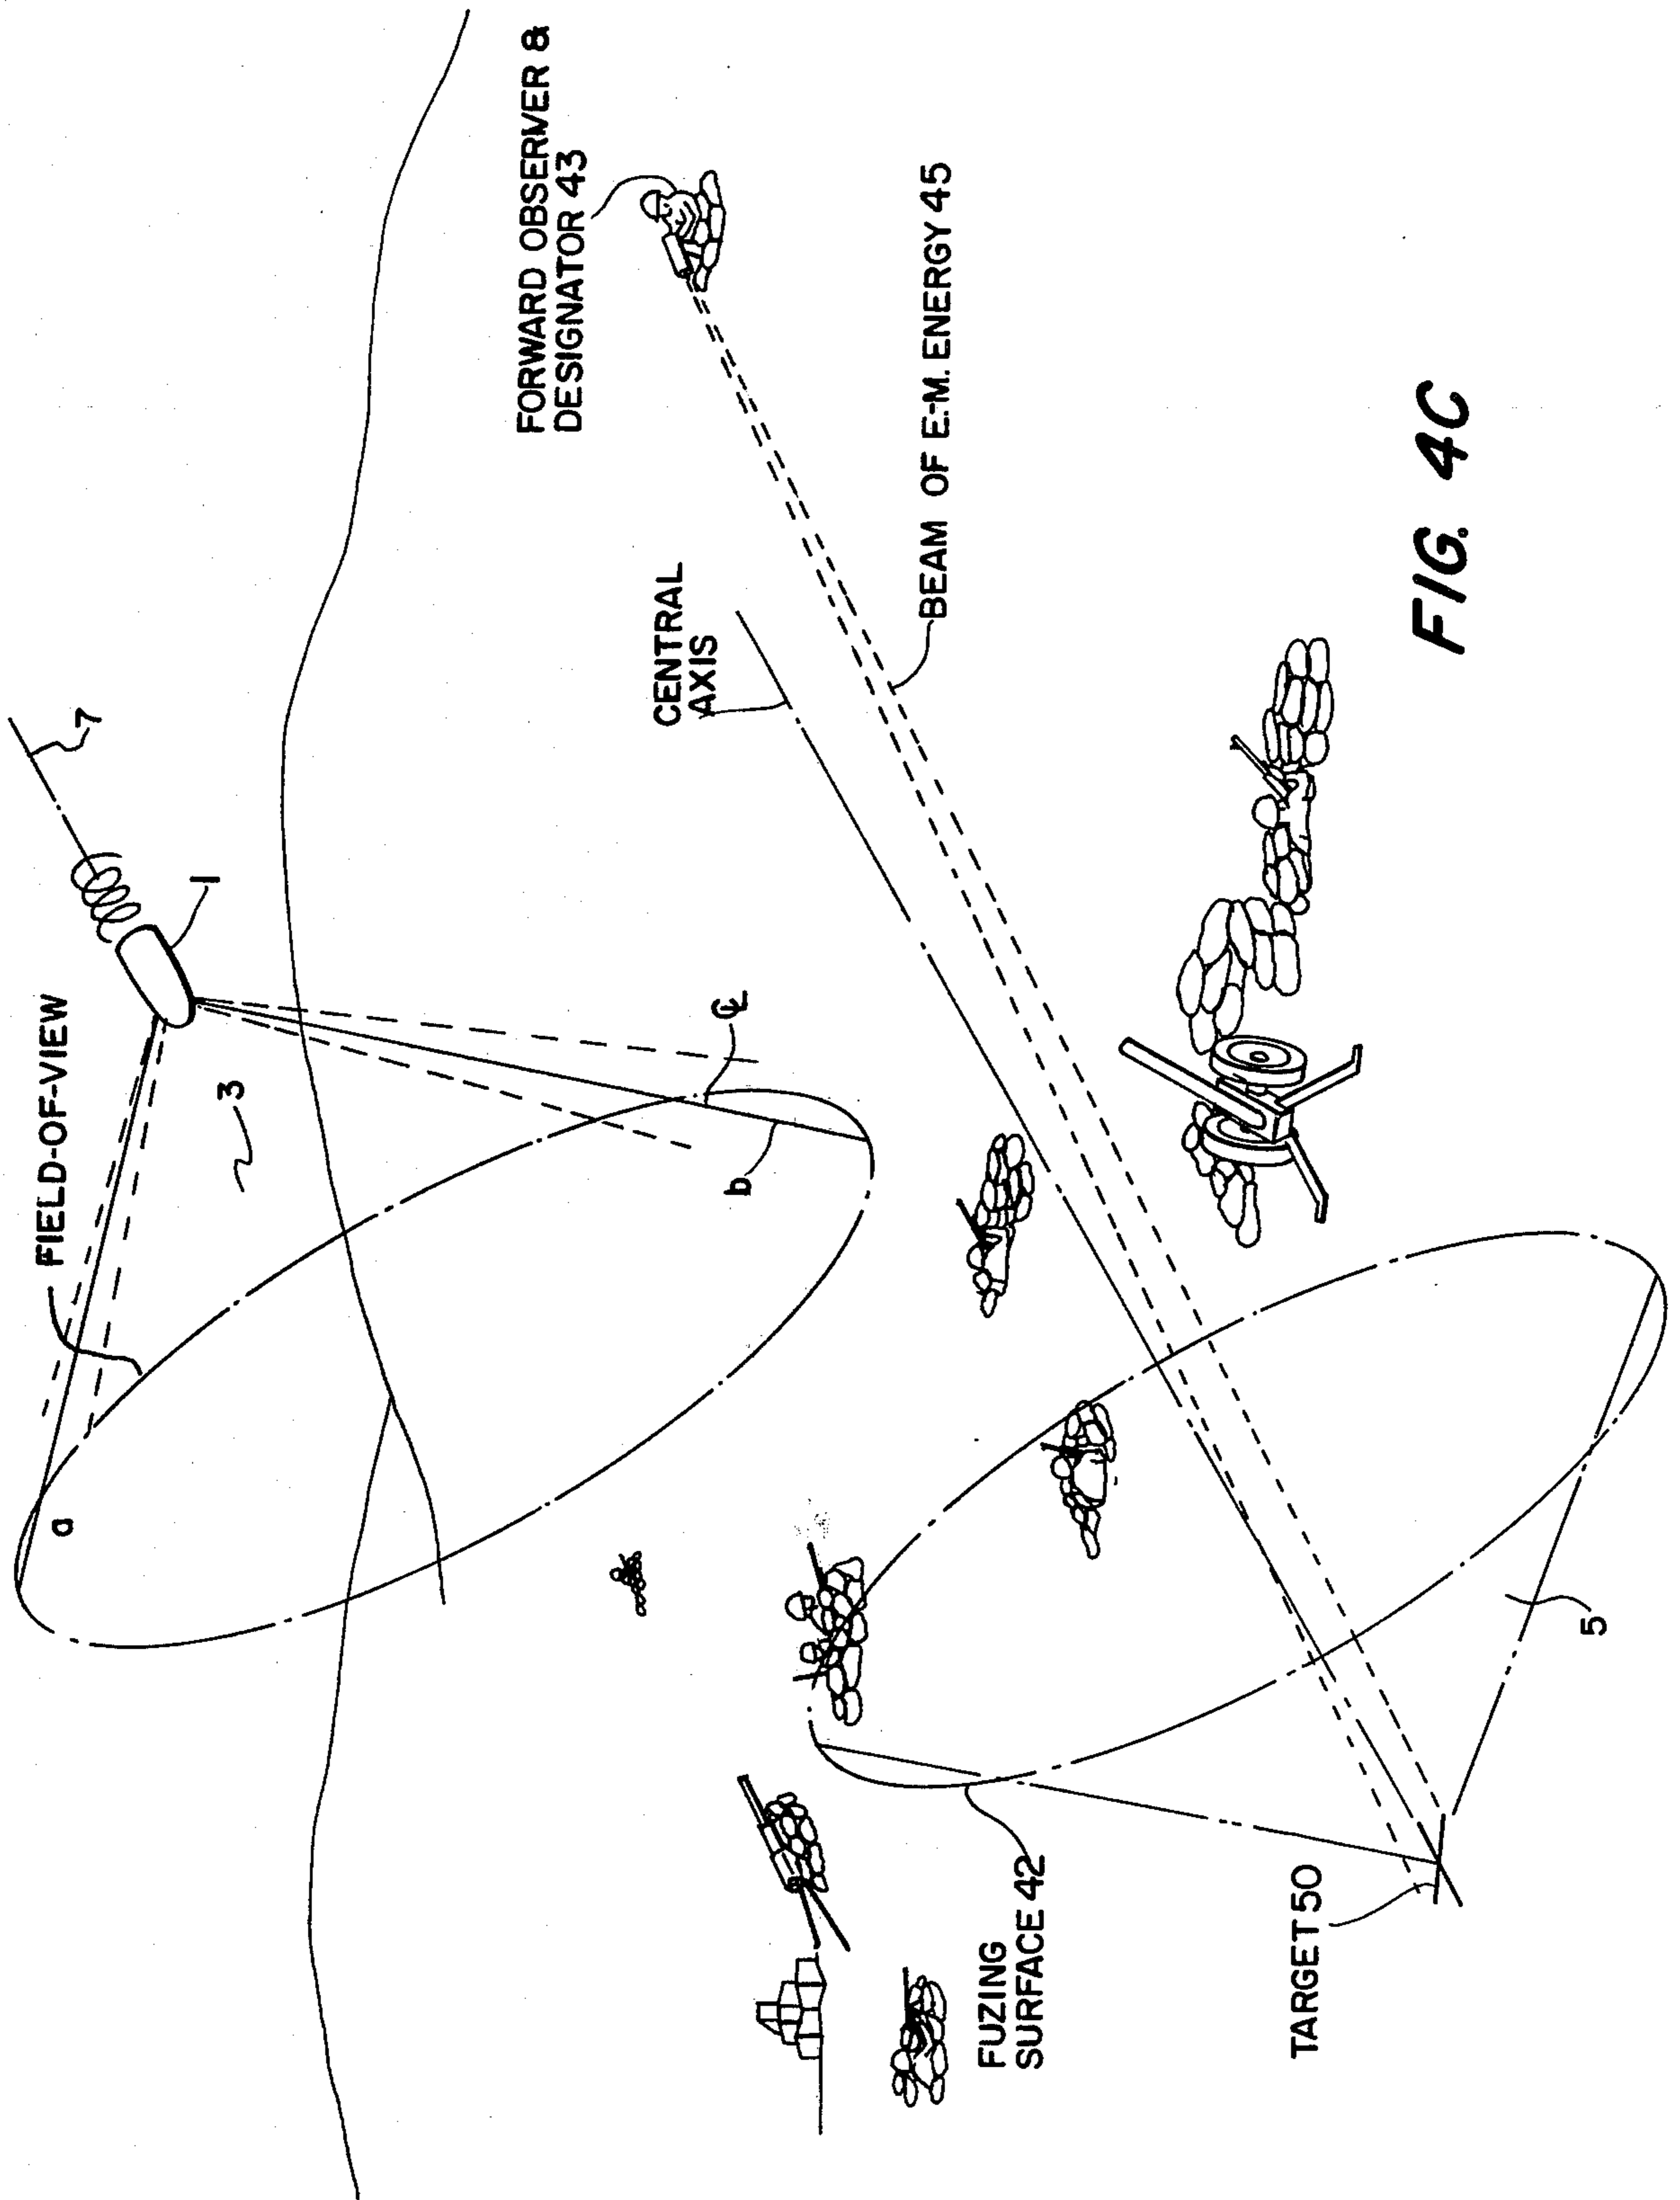 7
1
FIELD-OF-VIEW
3
a
b
℄
FORWARD OBSERVER &
DESIGNATOR 43
CENTRAL
AXIS
BEAM OF E.-M. ENERGY 45
FUZING
SURFACE 42
TARGET 50
5
FIG. 4C